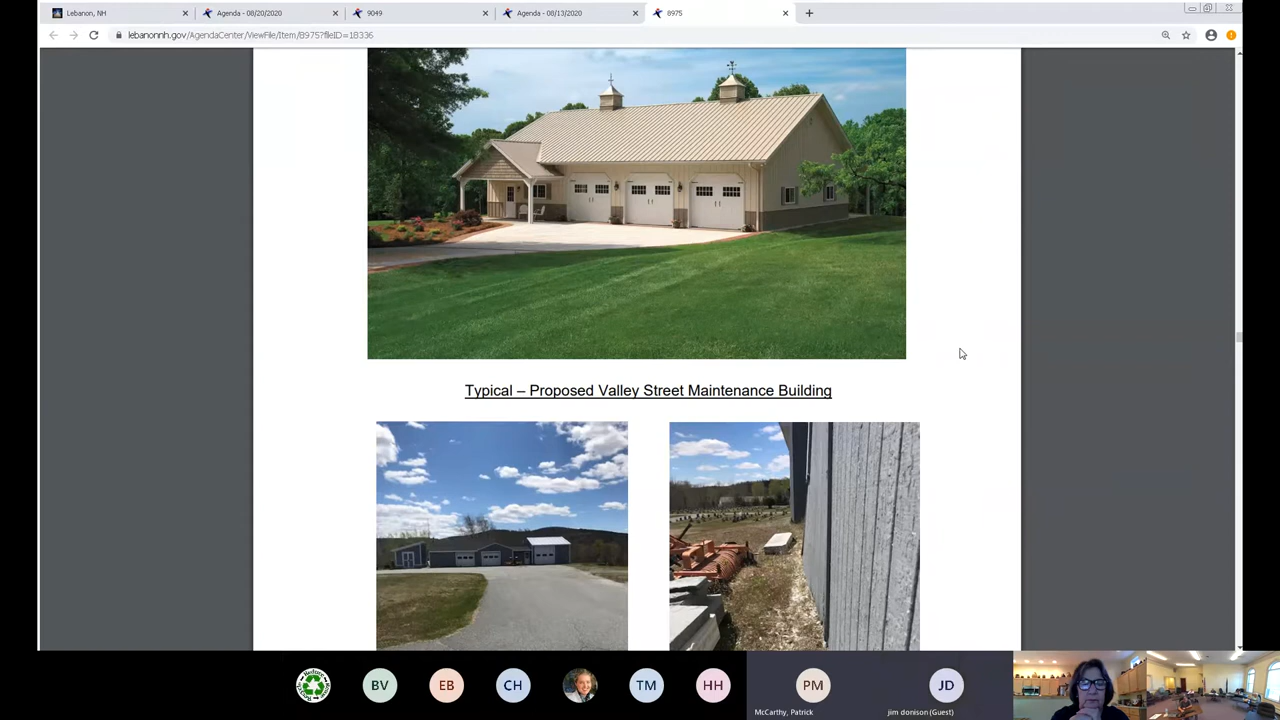 Lebanon, NH
Agenda - 08/20/2020
9049
Agenda - 08/13/2020
8975
lebanonnh.gov/AgendaCenter/ViewFile/Item/8975?fileID=18336
Typical – Proposed Valley Street Maintenance Building
BV
EB
CH
TM
HH
PM
JD
McCarthy, Patrick
jim donison (Guest)